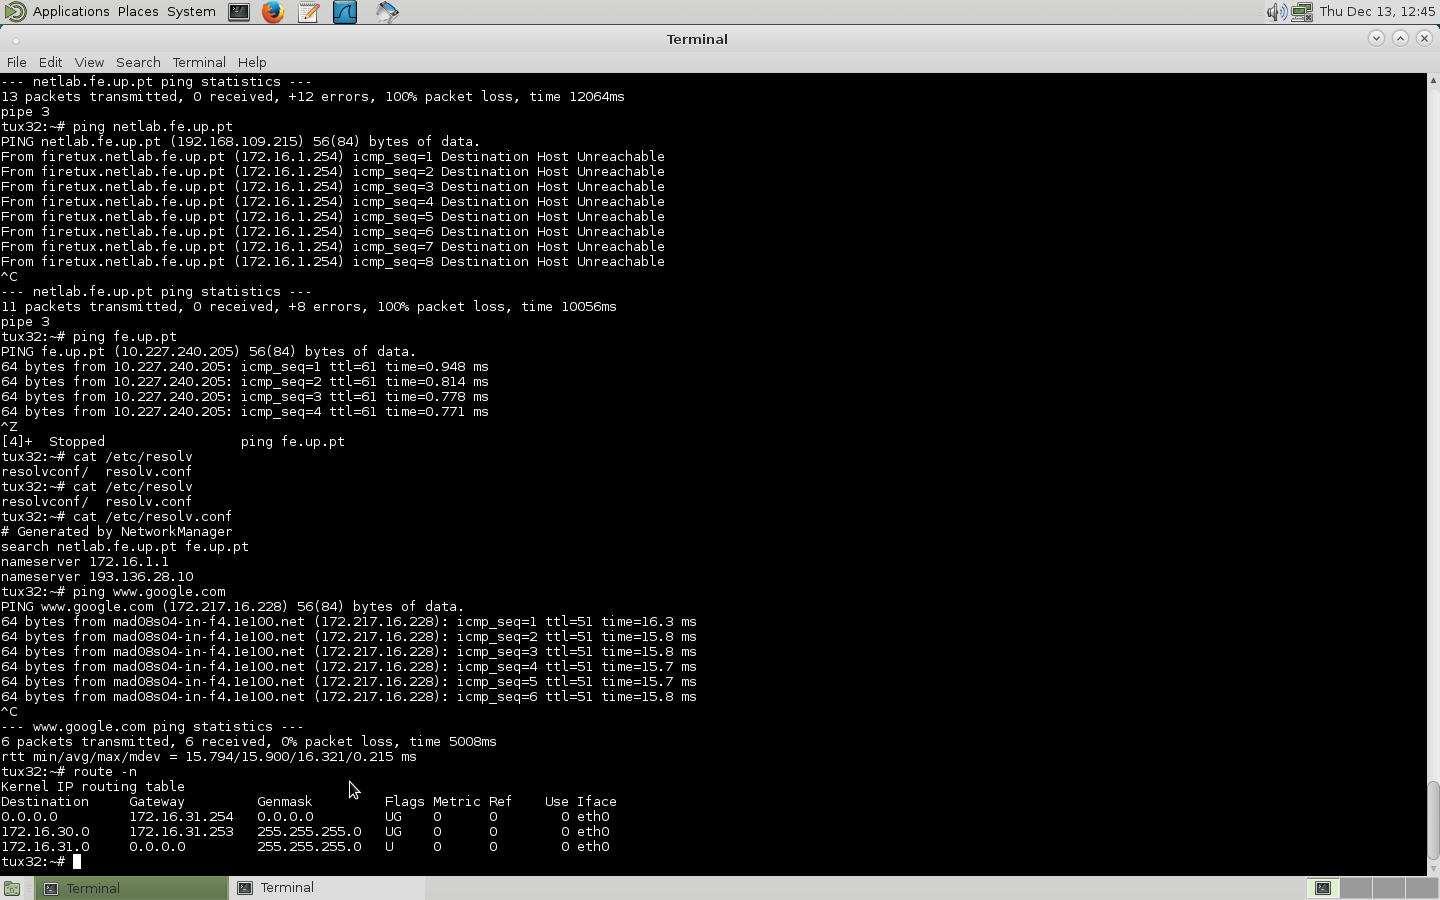 Applications Places System Thu Dec 13, 12:45
Terminal
File Edit View Search Terminal Help
--- netlab.fe.up.pt ping statistics ---
13 packets transmitted, 0 received, +12 errors, 100% packet loss, time 12064ms
pipe 3
tux32:~# ping netlab.fe.up.pt
PING netlab.fe.up.pt (192.168.109.215) 56(84) bytes of data.
From firetux.netlab.fe.up.pt (172.16.1.254) icmp_seq=1 Destination Host Unreachable
From firetux.netlab.fe.up.pt (172.16.1.254) icmp_seq=2 Destination Host Unreachable
From firetux.netlab.fe.up.pt (172.16.1.254) icmp_seq=3 Destination Host Unreachable
From firetux.netlab.fe.up.pt (172.16.1.254) icmp_seq=4 Destination Host Unreachable
From firetux.netlab.fe.up.pt (172.16.1.254) icmp_seq=5 Destination Host Unreachable
From firetux.netlab.fe.up.pt (172.16.1.254) icmp_seq=6 Destination Host Unreachable
From firetux.netlab.fe.up.pt (172.16.1.254) icmp_seq=7 Destination Host Unreachable
From firetux.netlab.fe.up.pt (172.16.1.254) icmp_seq=8 Destination Host Unreachable
^C
--- netlab.fe.up.pt ping statistics ---
11 packets transmitted, 0 received, +8 errors, 100% packet loss, time 10056ms
pipe 3
tux32:~# ping fe.up.pt
PING fe.up.pt (10.227.240.205) 56(84) bytes of data.
64 bytes from 10.227.240.205: icmp_seq=1 ttl=61 time=0.948 ms
64 bytes from 10.227.240.205: icmp_seq=2 ttl=61 time=0.814 ms
64 bytes from 10.227.240.205: icmp_seq=3 ttl=61 time=0.778 ms
64 bytes from 10.227.240.205: icmp_seq=4 ttl=61 time=0.771 ms
^Z
[4]+  Stopped                 ping fe.up.pt
tux32:~# cat /etc/resolv
resolvconf/  resolv.conf
tux32:~# cat /etc/resolv
resolvconf/  resolv.conf
tux32:~# cat /etc/resolv.conf
# Generated by NetworkManager
search netlab.fe.up.pt fe.up.pt
nameserver 172.16.1.1
nameserver 193.136.28.10
tux32:~# ping www.google.com
PING www.google.com (172.217.16.228) 56(84) bytes of data.
64 bytes from mad08s04-in-f4.1e100.net (172.217.16.228): icmp_seq=1 ttl=51 time=16.3 ms
64 bytes from mad08s04-in-f4.1e100.net (172.217.16.228): icmp_seq=2 ttl=51 time=15.8 ms
64 bytes from mad08s04-in-f4.1e100.net (172.217.16.228): icmp_seq=3 ttl=51 time=15.8 ms
64 bytes from mad08s04-in-f4.1e100.net (172.217.16.228): icmp_seq=4 ttl=51 time=15.7 ms
64 bytes from mad08s04-in-f4.1e100.net (172.217.16.228): icmp_seq=5 ttl=51 time=15.7 ms
64 bytes from mad08s04-in-f4.1e100.net (172.217.16.228): icmp_seq=6 ttl=51 time=15.8 ms
^C
--- www.google.com ping statistics ---
6 packets transmitted, 6 received, 0% packet loss, time 5008ms
rtt min/avg/max/mdev = 15.794/15.900/16.321/0.215 ms
tux32:~# route -n
Kernel IP routing table
Destination     Gateway         Genmask         Flags Metric Ref    Use Iface
0.0.0.0         172.16.31.254   0.0.0.0         UG    0      0        0 eth0
172.16.30.0     172.16.31.253   255.255.255.0   UG    0      0        0 eth0
172.16.31.0     0.0.0.0         255.255.255.0   U     0      0        0 eth0
tux32:~#
Terminal Terminal